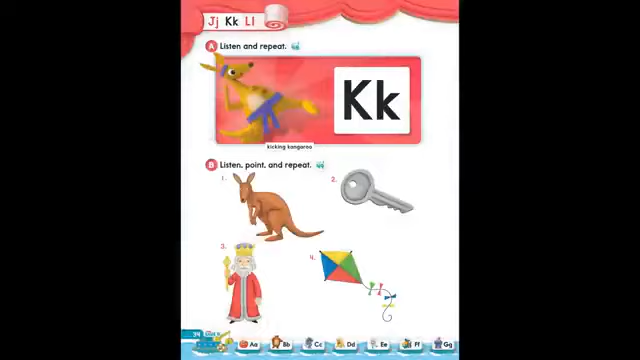 Jj Kk Ll
A Listen and repeat.
Kk
kicking kangaroo
B Listen, point, and repeat.
1.
2.
3.
4.
Aa Bb Cc Dd Ee Ff Gg